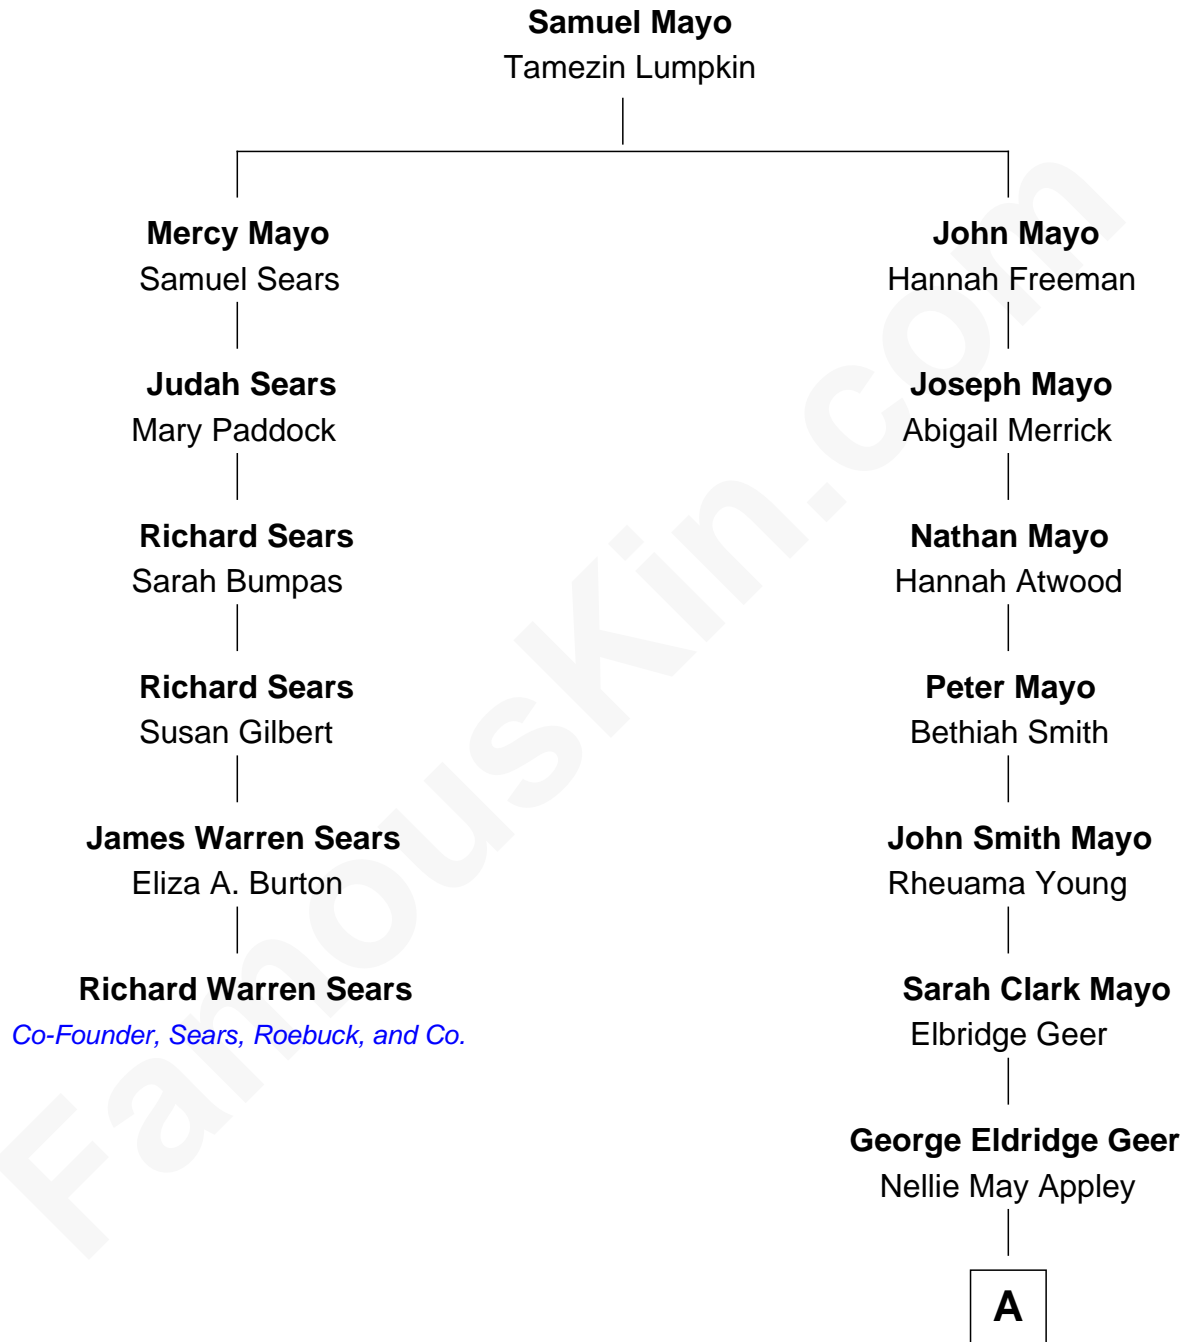 Samuel Mayo
Tamezin Lumpkin
Mercy Mayo
Samuel Sears
John Mayo
Hannah Freeman
Judah Sears
Mary Paddock
Joseph Mayo
Abigail Merrick
Richard Sears
Sarah Bumpas
Nathan Mayo
Hannah Atwood
Richard Sears
Susan Gilbert
Peter Mayo
Bethiah Smith
James Warren Sears
Eliza A. Burton
John Smith Mayo
Rheuama Young
Richard Warren Sears
Co-Founder, Sears, Roebuck, and Co.
Sarah Clark Mayo
Elbridge Geer
George Eldridge Geer
Nellie May Appley
A
FamousKin.com